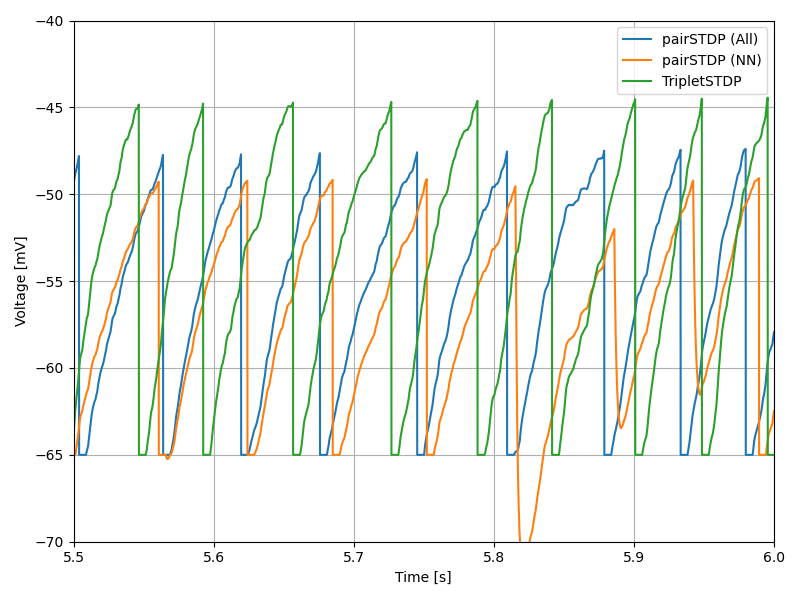 pairSTDP (All)
pairSTDP (NN)
TripletSTDP
−40
−45
−50
−55
−60
−65
−70
Voltage [mV]
5.5 5.6 5.7 5.8 5.9 6.0
Time [s]